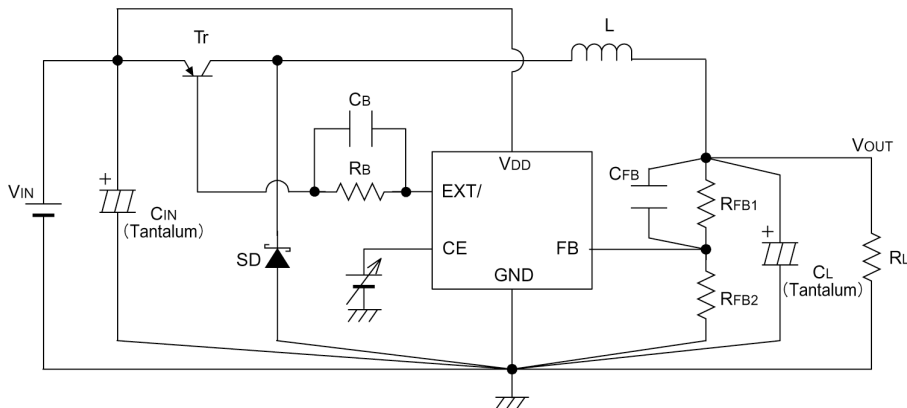 L
Tr
CB
VOUT
VDD
CFB
RB
VIN
+
EXT/
RFB1
CIN
(Tantalum)
+
CE
FB
SD
RL
GND
CL
(Tantalum)
RFB2